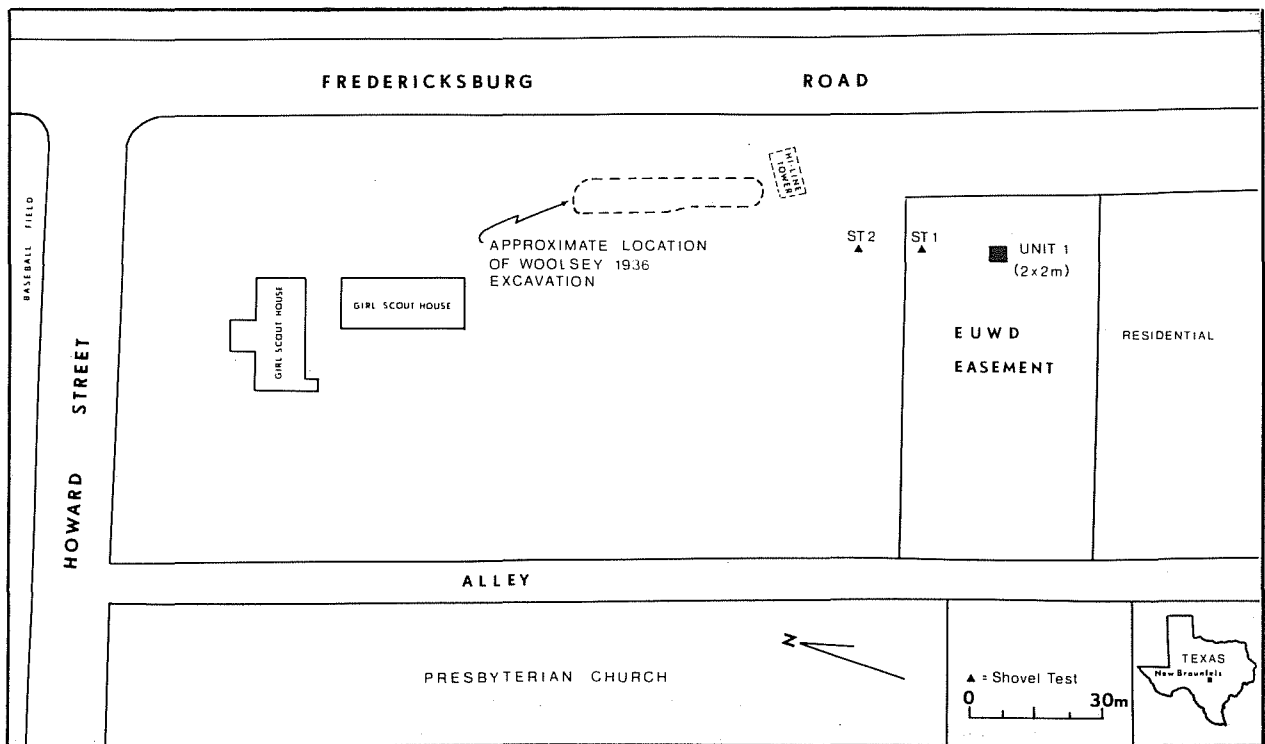 FREDERICKSBURG ROAD
HI-LINE
TOWER
BASEBALL FIELD
APPROXIMATE LOCATION
OF WOOLSEY 1936
EXCAVATION
ST 2
ST 1
UNIT 1
(2x2m)
GIRL SCOUT HOUSE
GIRL SCOUT HOUSE
EUWD
EASEMENT
RESIDENTIAL
HOWARD STREET
ALLEY
N
PRESBYTERIAN CHURCH
▲ = Shovel Test
0 30m
TEXAS
New Braunfels